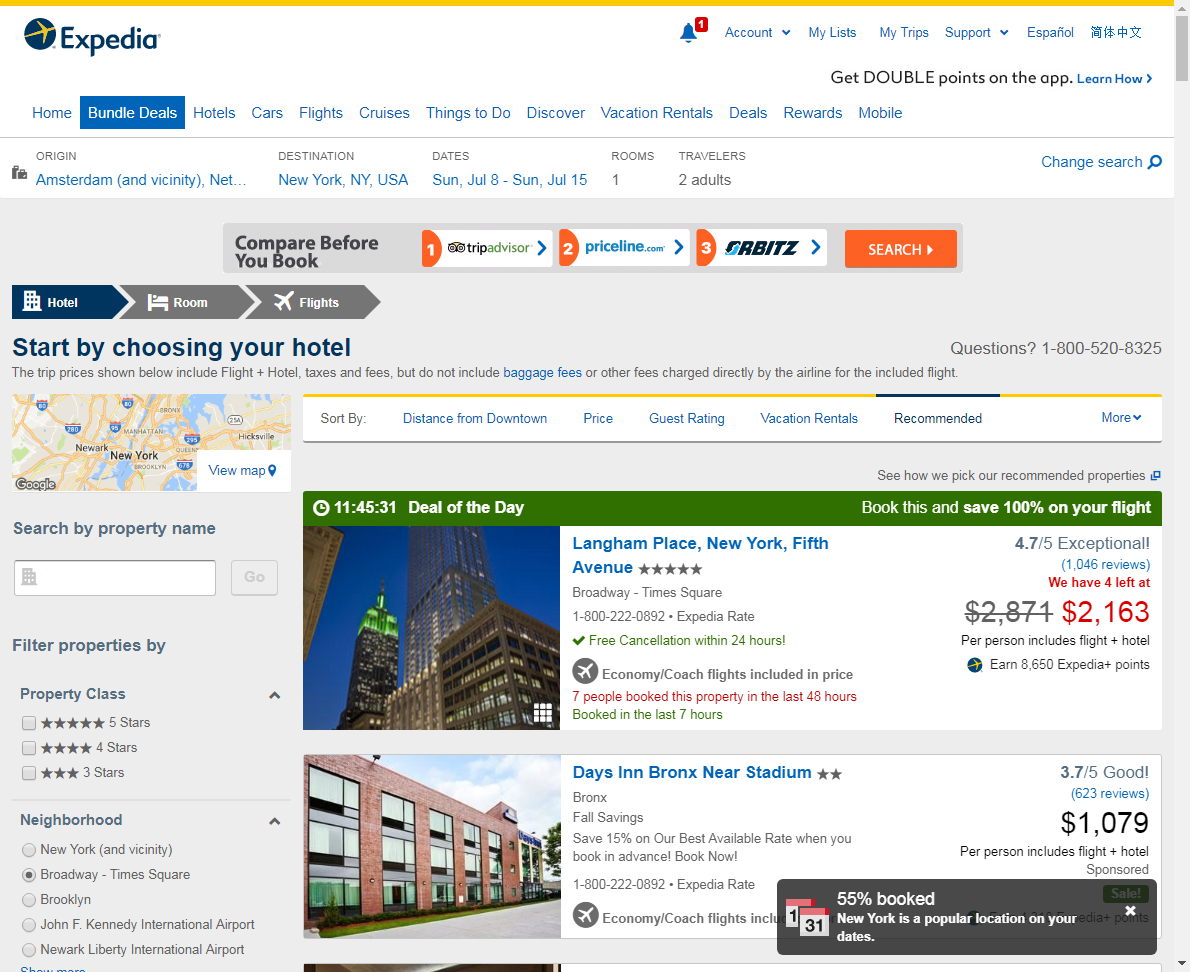 Expedia
1
Account
My Lists
My Trips
Support
Español
简体中文
Get DOUBLE points on the app. Learn How
Home
Bundle Deals
Hotels
Cars
Flights
Cruises
Things to Do
Discover
Vacation Rentals
Deals
Rewards
Mobile
ORIGIN
Amsterdam (and vicinity), Net...
DESTINATION
New York, NY, USA
DATES
Sun, Jul 8 - Sun, Jul 15
ROOMS
1
TRAVELERS
2 adults
Change search
Compare Before
You Book
1 tripadvisor
2 priceline.com
3 ORBITZ
SEARCH
Hotel
Room
Flights
Start by choosing your hotel
Questions? 1-800-520-8325
The trip prices shown below include Flight + Hotel, taxes and fees, but do not include baggage fees or other fees charged directly by the airline for the included flight.
80
80
BRONX
25A
280
95
MANHATTAN
295
Hicksville
Newark
QUEENS
New York
BROOKLYN
678
Google
View map
Sort By:
Distance from Downtown
Price
Guest Rating
Vacation Rentals
Recommended
More
See how we pick our recommended properties
Search by property name
Go
Filter properties by
Property Class
★★★★★ 5 Stars
★★★★ 4 Stars
★★★ 3 Stars
Neighborhood
New York (and vicinity)
Broadway - Times Square
Brooklyn
John F. Kennedy International Airport
Newark Liberty International Airport
Show more
11:45:31 Deal of the Day
Book this and save 100% on your flight
Langham Place, New York, Fifth
Avenue ★★★★★
Broadway - Times Square
1-800-222-0892 • Expedia Rate
Free Cancellation within 24 hours!
Economy/Coach flights included in price
7 people booked this property in the last 48 hours
Booked in the last 7 hours
4.7/5 Exceptional!
(1,046 reviews)
We have 4 left at
$2,871 $2,163
Per person includes flight + hotel
Earn 8,650 Expedia+ points
Days Inn
Days Inn Bronx Near Stadium ★★
Bronx
Fall Savings
Save 15% on Our Best Available Rate when you
book in advance! Book Now!
1-800-222-0892 • Expedia Rate
Economy/Coach flights inclu
3.7/5 Good!
(623 reviews)
$1,079
Per person includes flight + hotel
Sponsored
Sale!
Expedia+ points
1
31
55% booked
New York is a popular location on your
dates.